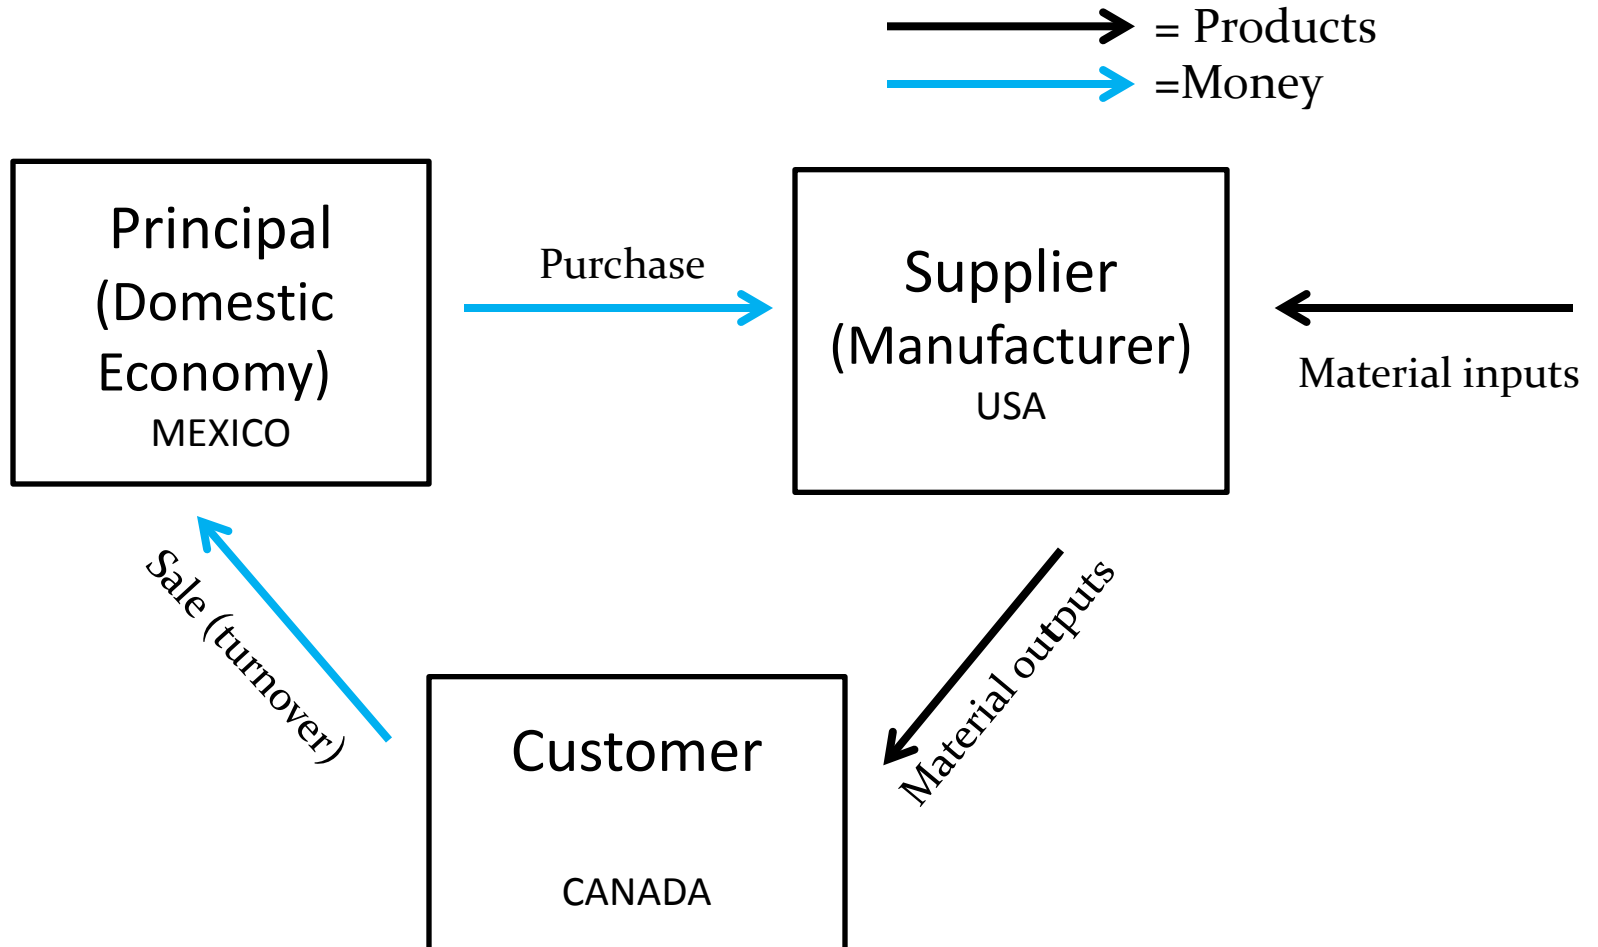 = Products
=Money
Principal
(Domestic
Economy)
MEXICO
Purchase
Supplier
(Manufacturer)
USA
Material inputs
Sale (turnover)
Material outputs
Customer
CANADA